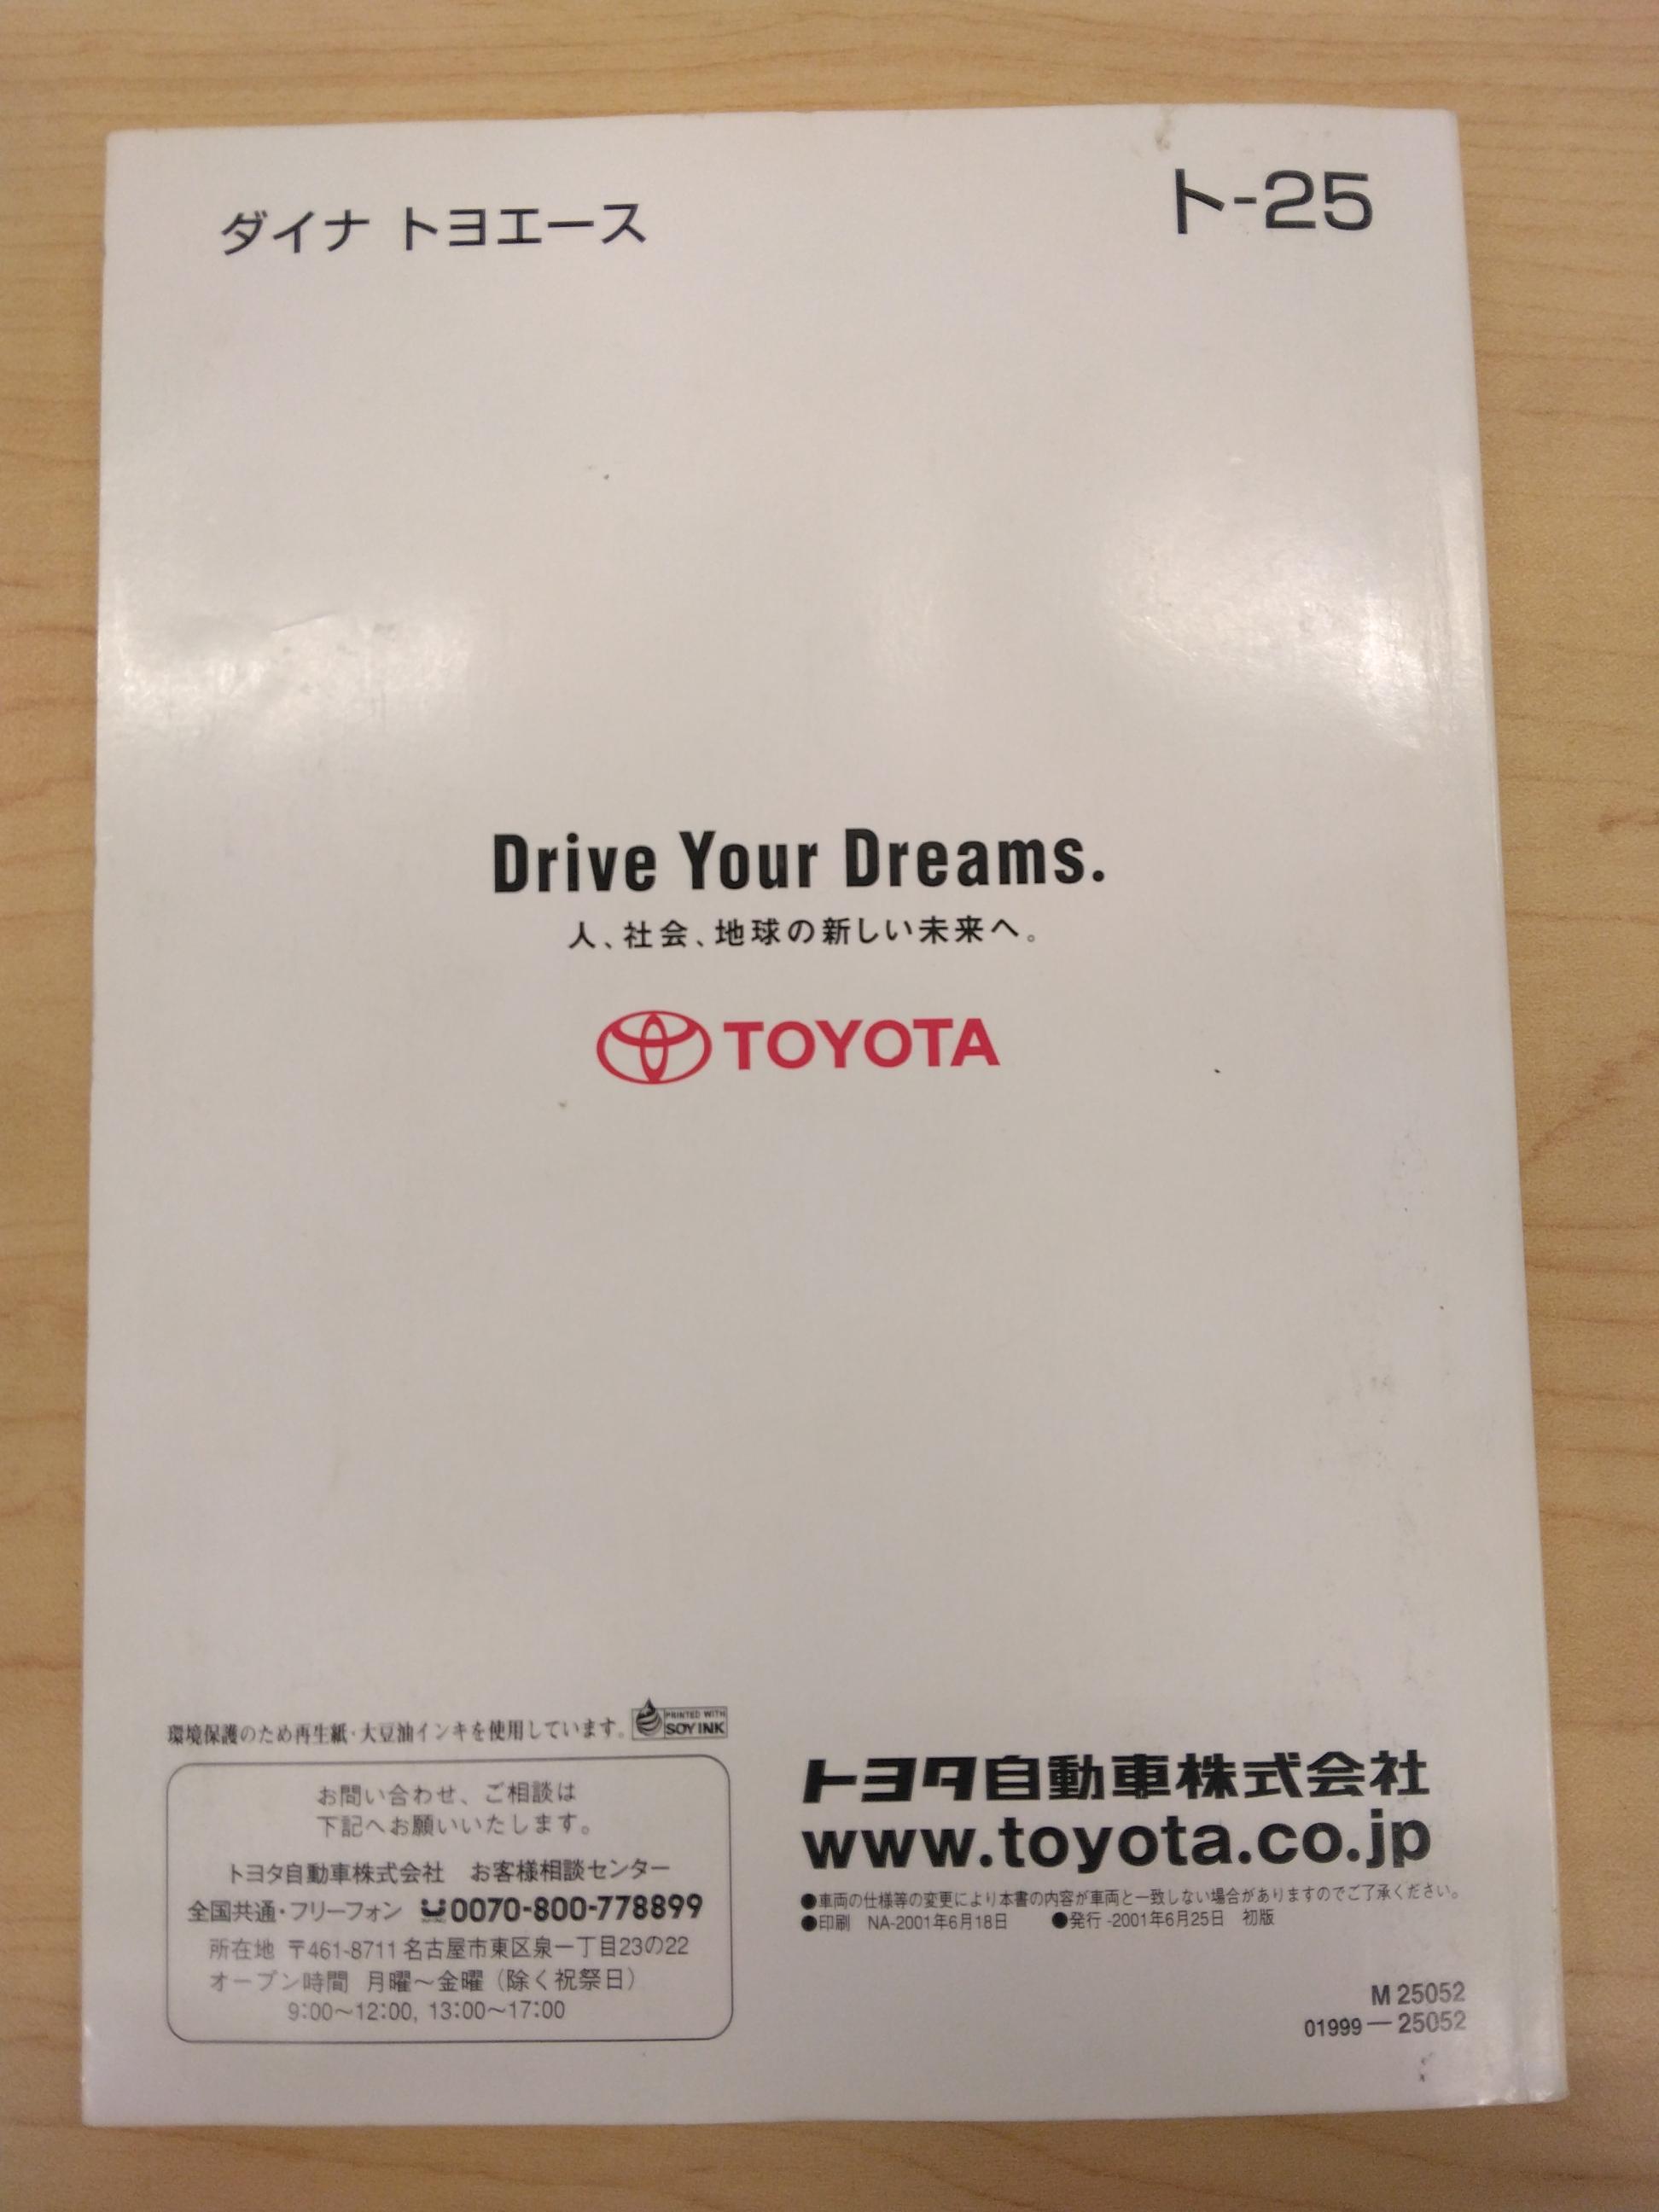 ダイナ トヨエース
ト-25
Drive Your Dreams.
人、社会、地球の新しい未来へ。
TOYOTA
環境保護のため再生紙・大豆油インキを使用しています。
PRINTED WITH
SOY INK
お問い合わせ、ご相談は
下記へお願いいたします。
トヨタ自動車株式会社　お客様相談センター
全国共通・フリーフォン 0070-800-778899
所在地 〒461-8711 名古屋市東区泉一丁目23の22
オープン時間 月曜～金曜（除く祝祭日）
9:00～12:00, 13:00～17:00
トヨタ自動車株式会社
www.toyota.co.jp
●車両の仕様等の変更により本書の内容が車両と一致しない場合がありますのでご了承ください。
●印刷 NA-2001年6月18日 ●発行-2001年6月25日 初版
M 25052
01999－25052